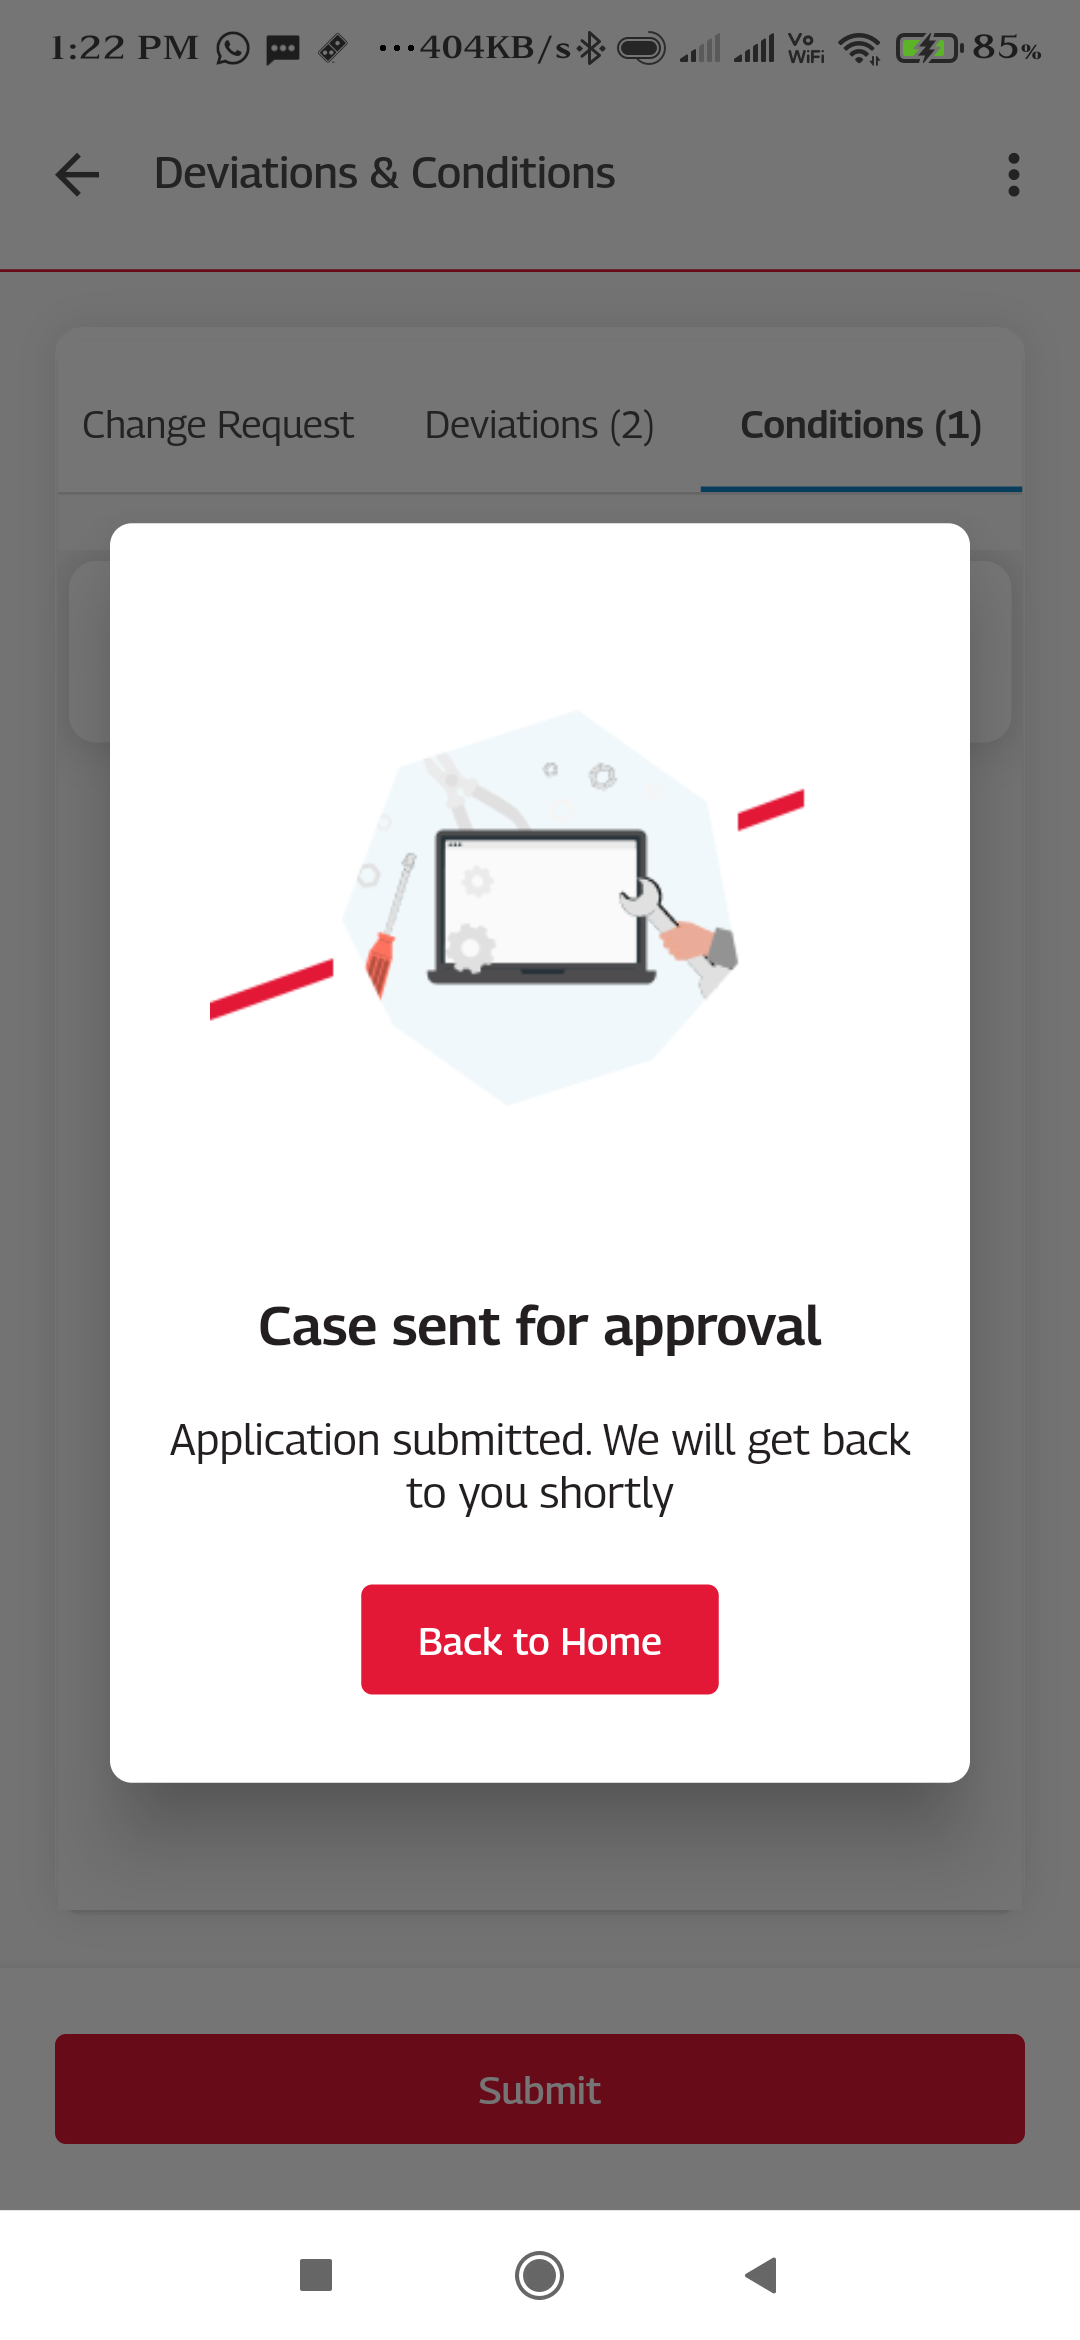 1:22 PM ...404KB/s Vo WiFi 85%
Deviations & Conditions
Change Request Deviations (2) Conditions (1)
Case sent for approval
Application submitted. We will get back
to you shortly
Back to Home
Submit